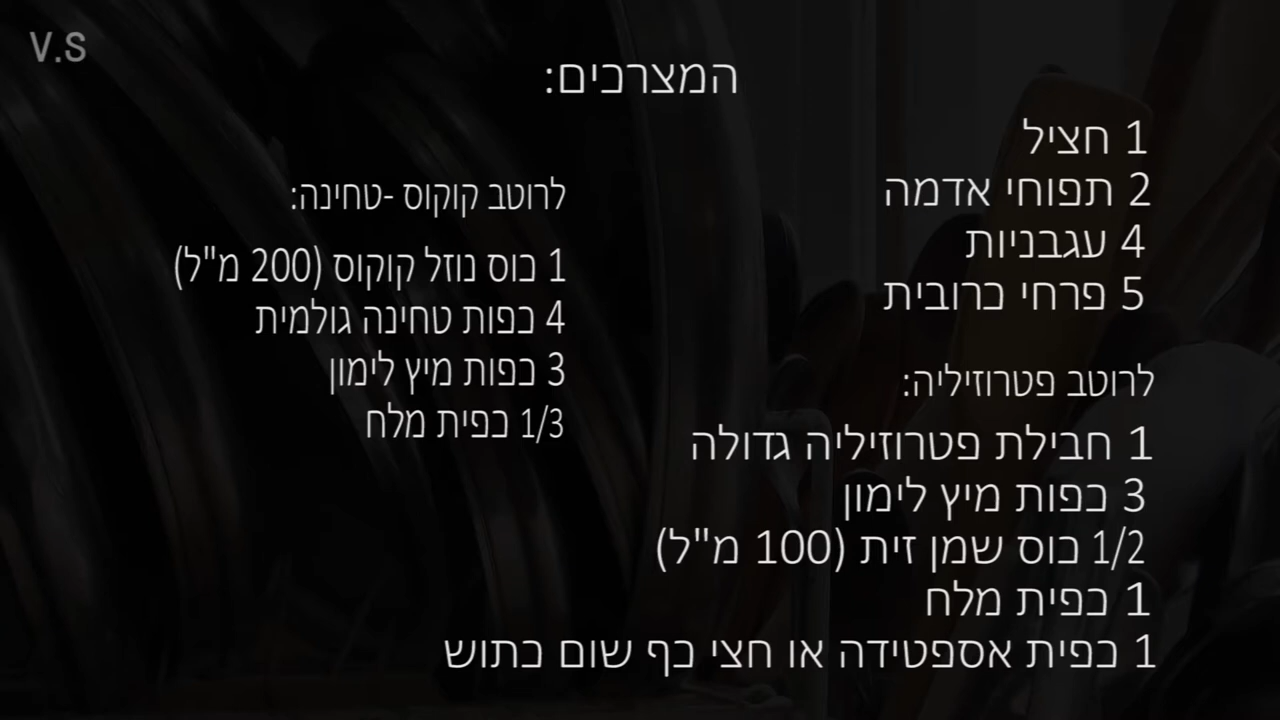 V.S
המצרכים:
1 חציל
2 תפוחי אדמה
4 עגבניות
5 פרחי כרובית
לרוטב פטרוזיליה:
1 חבילת פטרוזיליה גדולה
3 כפות מיץ לימון
1/2 כוס שמן זית (100 מ"ל)
1 כפית מלח
1 כפית אספטידה או חצי כף שום כתוש
לרוטב קוקוס -טחינה:
1 כוס נוזל קוקוס (200 מ"ל)
4 כפות טחינה גולמית
3 כפות מיץ לימון
1/3 כפית מלח